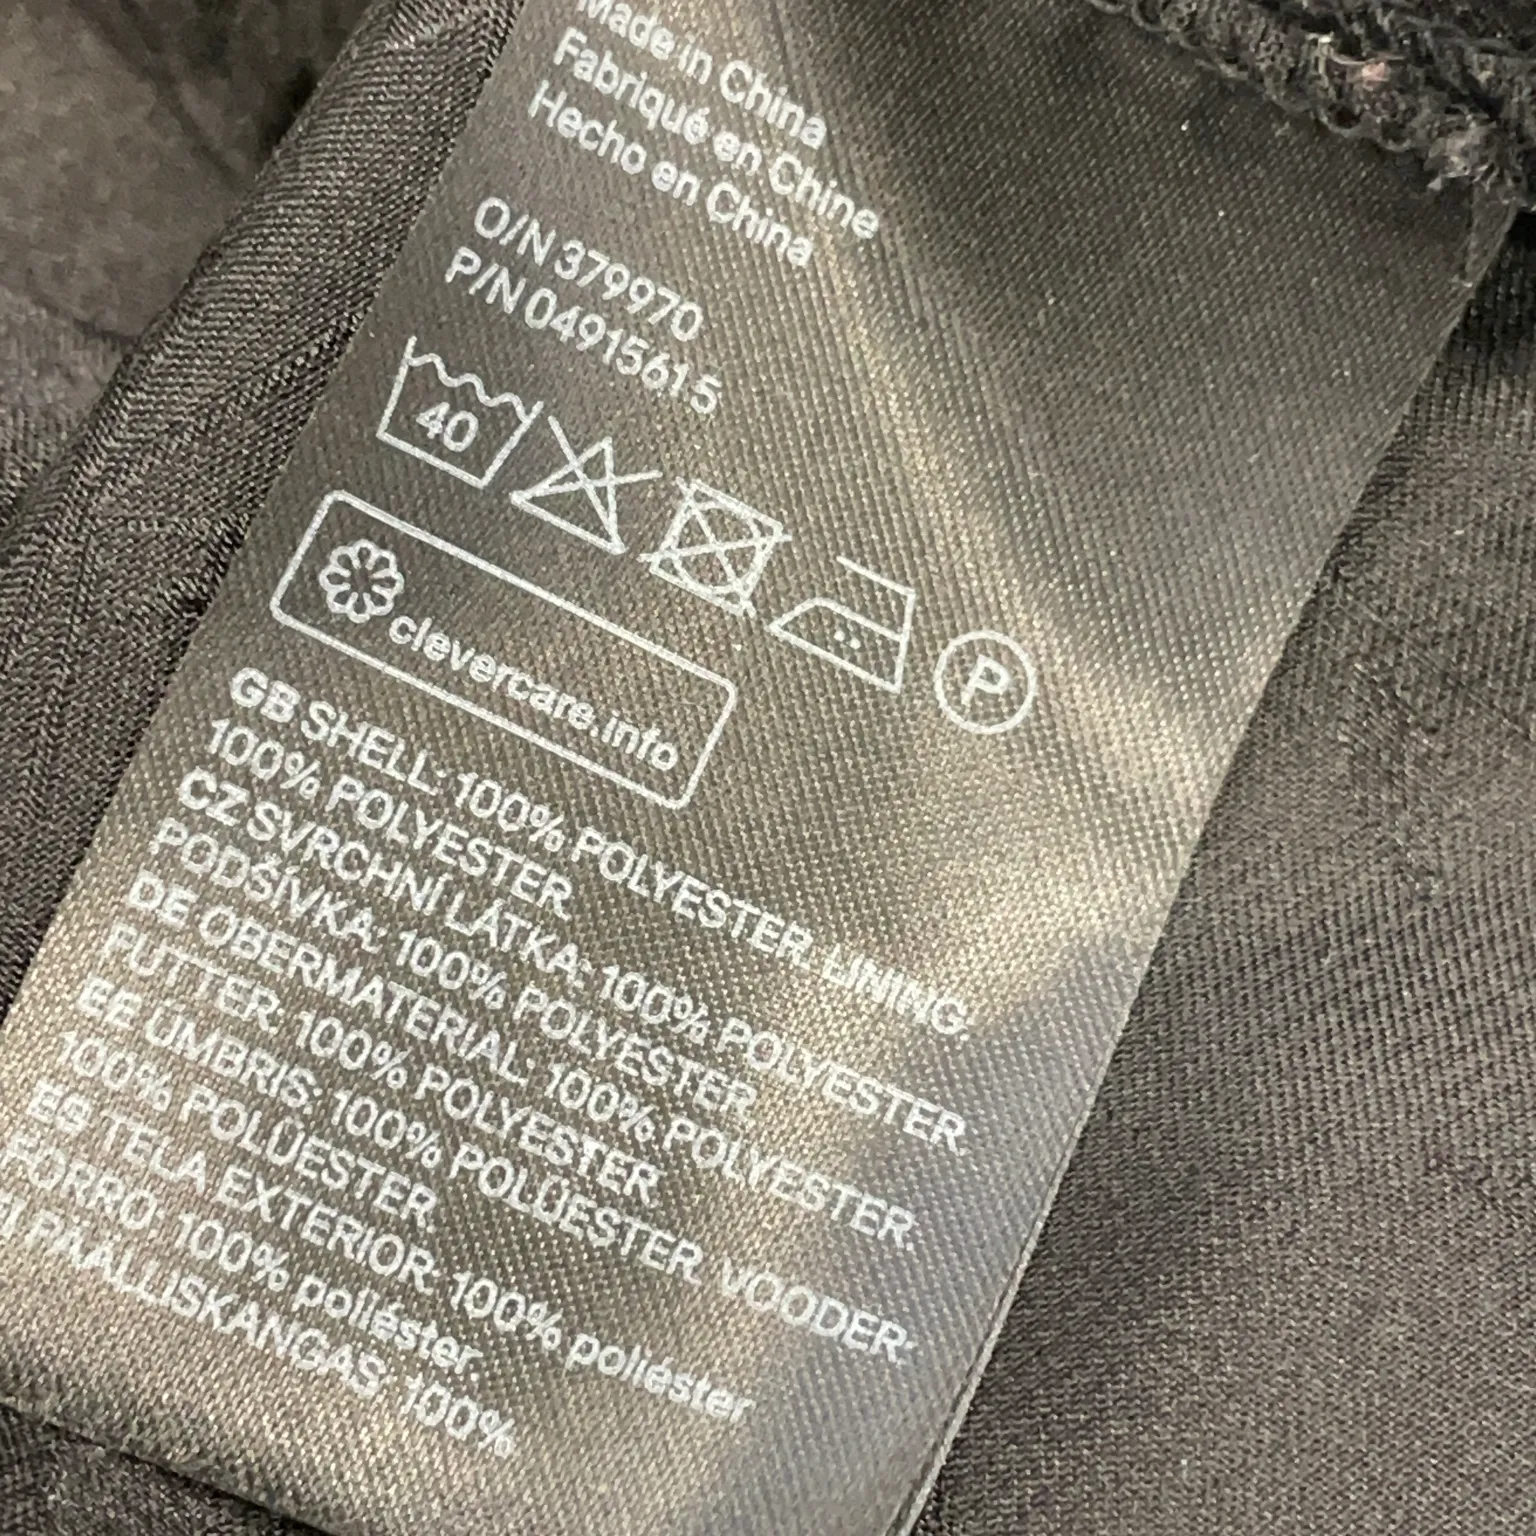 Made in China
Fabriqué en Chine
Hecho en China
O/N 379970
P/N 04915615
40
P
clevercare.info
GB SHELL: 100% POLYESTER. LINING:
100% POLYESTER
CZ SVRCHNÍ LÁTKA: 100% POLYESTER.
PODŠÍVKA: 100% POLYESTER
DE OBERMATERIAL: 100% POLYESTER.
FUTTER: 100% POLYESTER
EE ÜMBRIS: 100% POLÜESTER. VOODER:
100% POLÜESTER.
ES TELA EXTERIOR: 100% poliéster
FORRO: 100% poliéster.
PÄÄLLISKANGAS: 100%